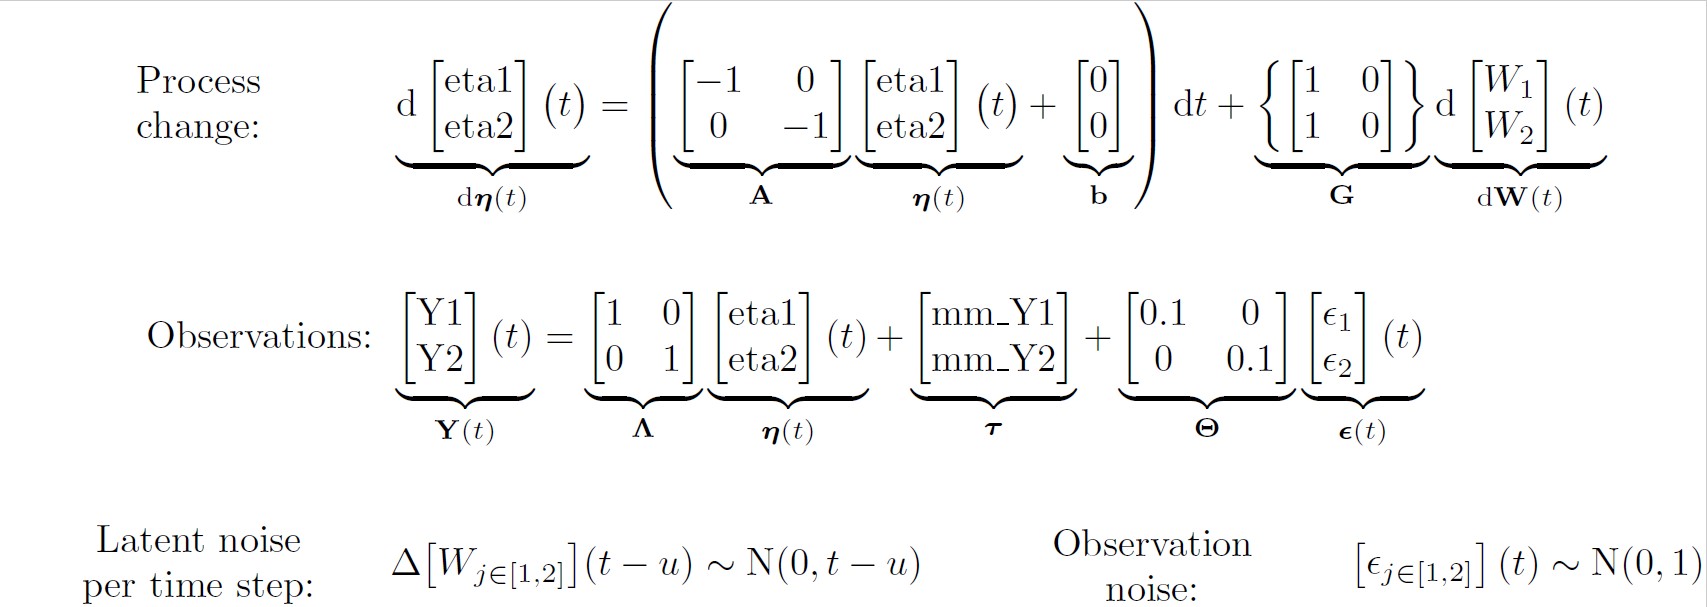 Process change: d [eta1 eta2] (t) = ( [−1 0 0 −1] [eta1 eta2] (t) + [0 0] ) dt + { [1 0 1 0] } d [W₁ W₂] (t)
dη(t) A η(t) b G dW(t)
Observations: [Y1 Y2] (t) = [1 0 0 1] [eta1 eta2] (t) + [mm_Y1 mm_Y2] + [0.1 0 0 0.1] [ϵ₁ ϵ₂] (t)
Y(t) Λ η(t) τ Θ ϵ(t)
Latent noise per time step: Δ[W_{j∈[1,2]}](t − u) ∼ N(0, t − u) Observation noise: [ϵ_{j∈[1,2]}] (t) ∼ N(0, 1)